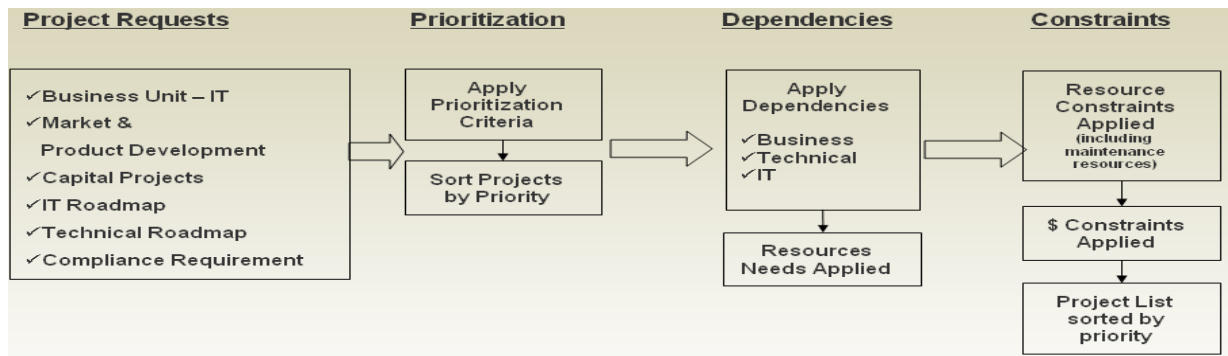 Project Requests
✓Business Unit – IT
✓Market &
Product Development
✓Capital Projects
✓IT Roadmap
✓Technical Roadmap
✓Compliance Requirement
Prioritization
Apply
Prioritization
Criteria
Sort Projects
by Priority
Dependencies
Apply
Dependencies
✓Business
✓Technical
✓IT
Resources
Needs Applied
Constraints
Resource
Constraints
Applied
(including
maintenance
resources)
$ Constraints
Applied
Project List
sorted by
priority